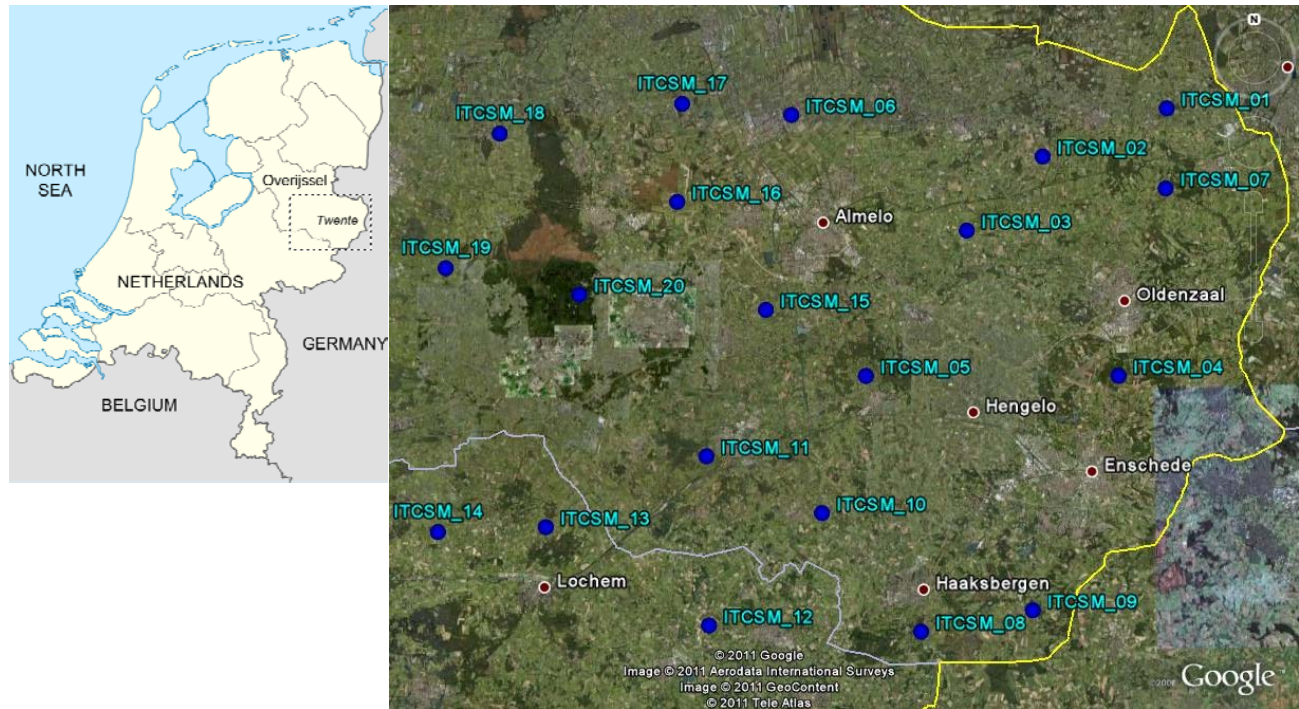 NORTH
SEA
Overijssel
Twente
NETHERLANDS
GERMANY
BELGIUM
N
ITCSM_17
ITCSM_01
ITCSM_06
ITCSM_18
ITCSM_02
ITCSM_07
ITCSM_16
Almelo
ITCSM_03
ITCSM_19
ITCSM_20
Oldenzaal
ITCSM_15
ITCSM_05
ITCSM_04
Hengelo
ITCSM_11
Enschede
ITCSM_14
ITCSM_13
ITCSM_10
Lochem
Haaksbergen
ITCSM_09
ITCSM_12
ITCSM_08
© 2011 Google
Image © 2011 Aerodata International Surveys
Image © 2011 GeoContent
© 2011 Tele Atlas
Google